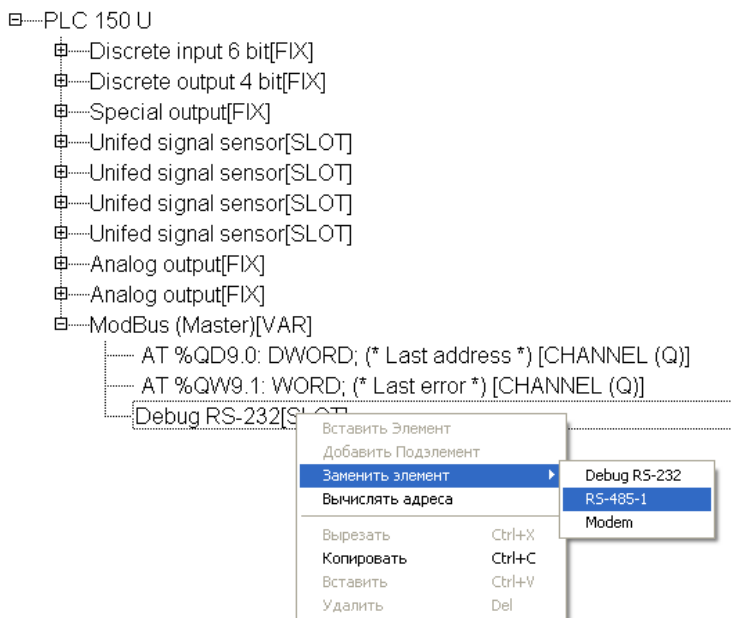 PLC 150 U
Discrete input 6 bit[FIX]
Discrete output 4 bit[FIX]
Special output[FIX]
Unifed signal sensor[SLOT]
Unifed signal sensor[SLOT]
Unifed signal sensor[SLOT]
Unifed signal sensor[SLOT]
Analog output[FIX]
Analog output[FIX]
ModBus (Master)[VAR]
AT %QD9.0: DWORD; (* Last address *) [CHANNEL (Q)]
AT %QW9.1: WORD; (* Last error *) [CHANNEL (Q)]
Debug RS-232[SLOT]
Вставить Элемент
Добавить Подэлемент
Заменить элемент Debug RS-232
Вычислять адреса RS-485-1
Modem
Вырезать Ctrl+X
Копировать Ctrl+C
Вставить Ctrl+V
Удалить Del